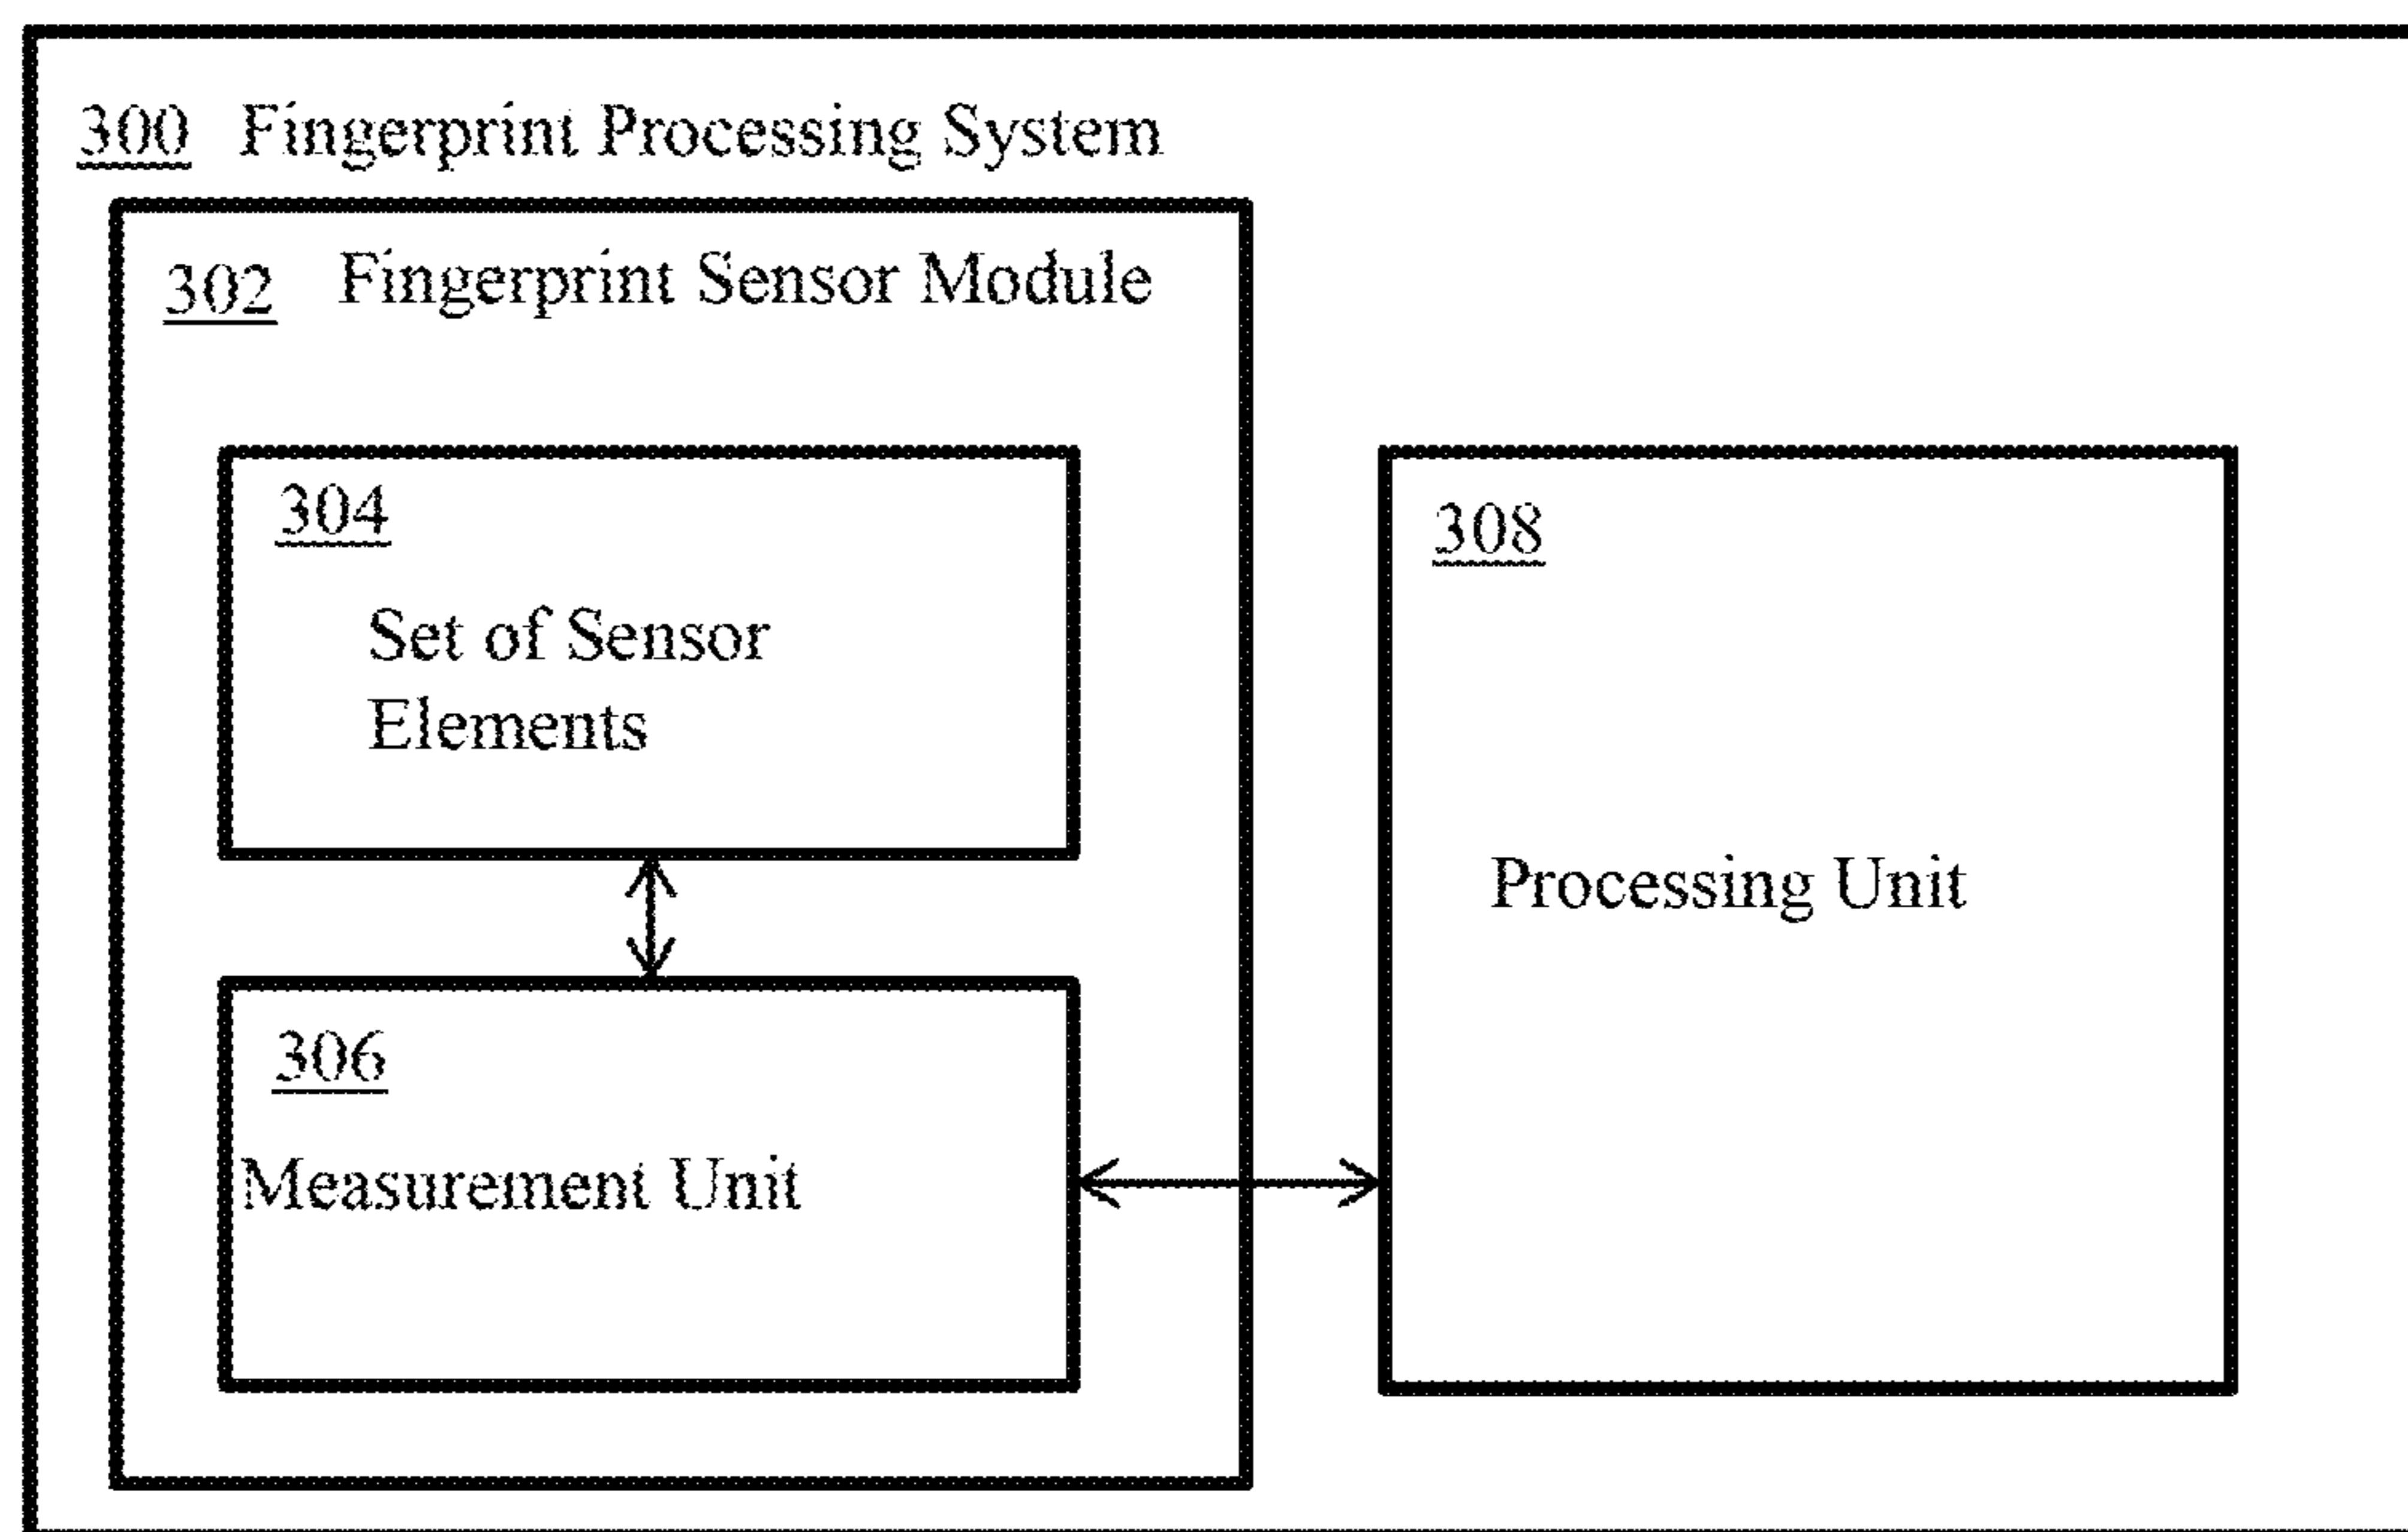 300 Fingerprint Processing System
302 Fingerprint Sensor Module
304
Set of Sensor
Elements
306
Measurement Unit
308
Processing Unit